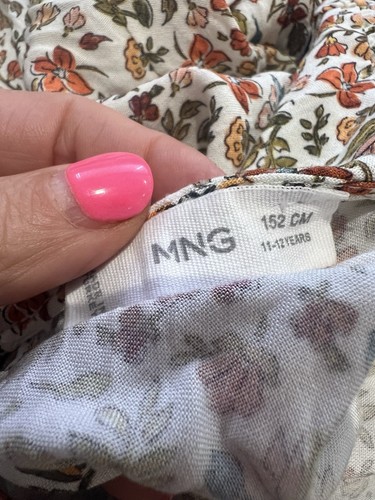 MNG
152 CM
11-12 YEARS